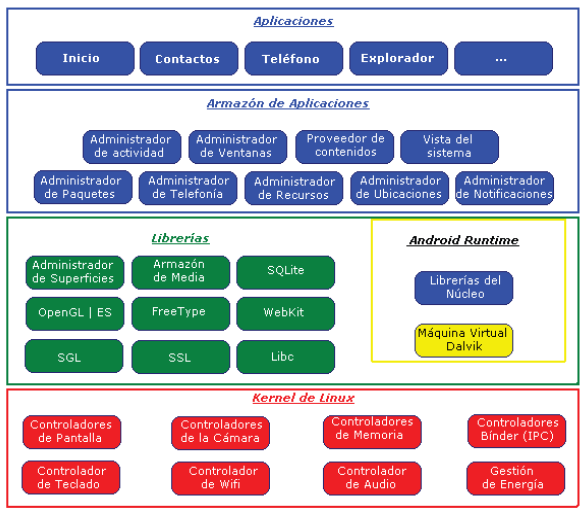 Aplicaciones
Inicio
Contactos
Teléfono
Explorador
...
Armazón de Aplicaciones
Administrador
de actividad
Administrador
de Ventanas
Proveedor de
contenidos
Vista del
sistema
Administrador
de Paquetes
Administrador
de Telefonía
Administrador
de Recursos
Administrador
de Ubicaciones
Administrador
de Notificaciones
Librerías
Administrador
de Superficies
Armazón
de Media
SQLite
OpenGL | ES
FreeType
WebKit
SGL
SSL
Libc
Android Runtime
Librerías del
Núcleo
Máquina Virtual
Dalvik
Kernel de Linux
Controladores
de Pantalla
Controladores
de la Cámara
Controladores
de Memoria
Controladores
Bínder (IPC)
Controlador
de Teclado
Controlador
de Wifi
Controlador
de Audio
Gestión
de Energía